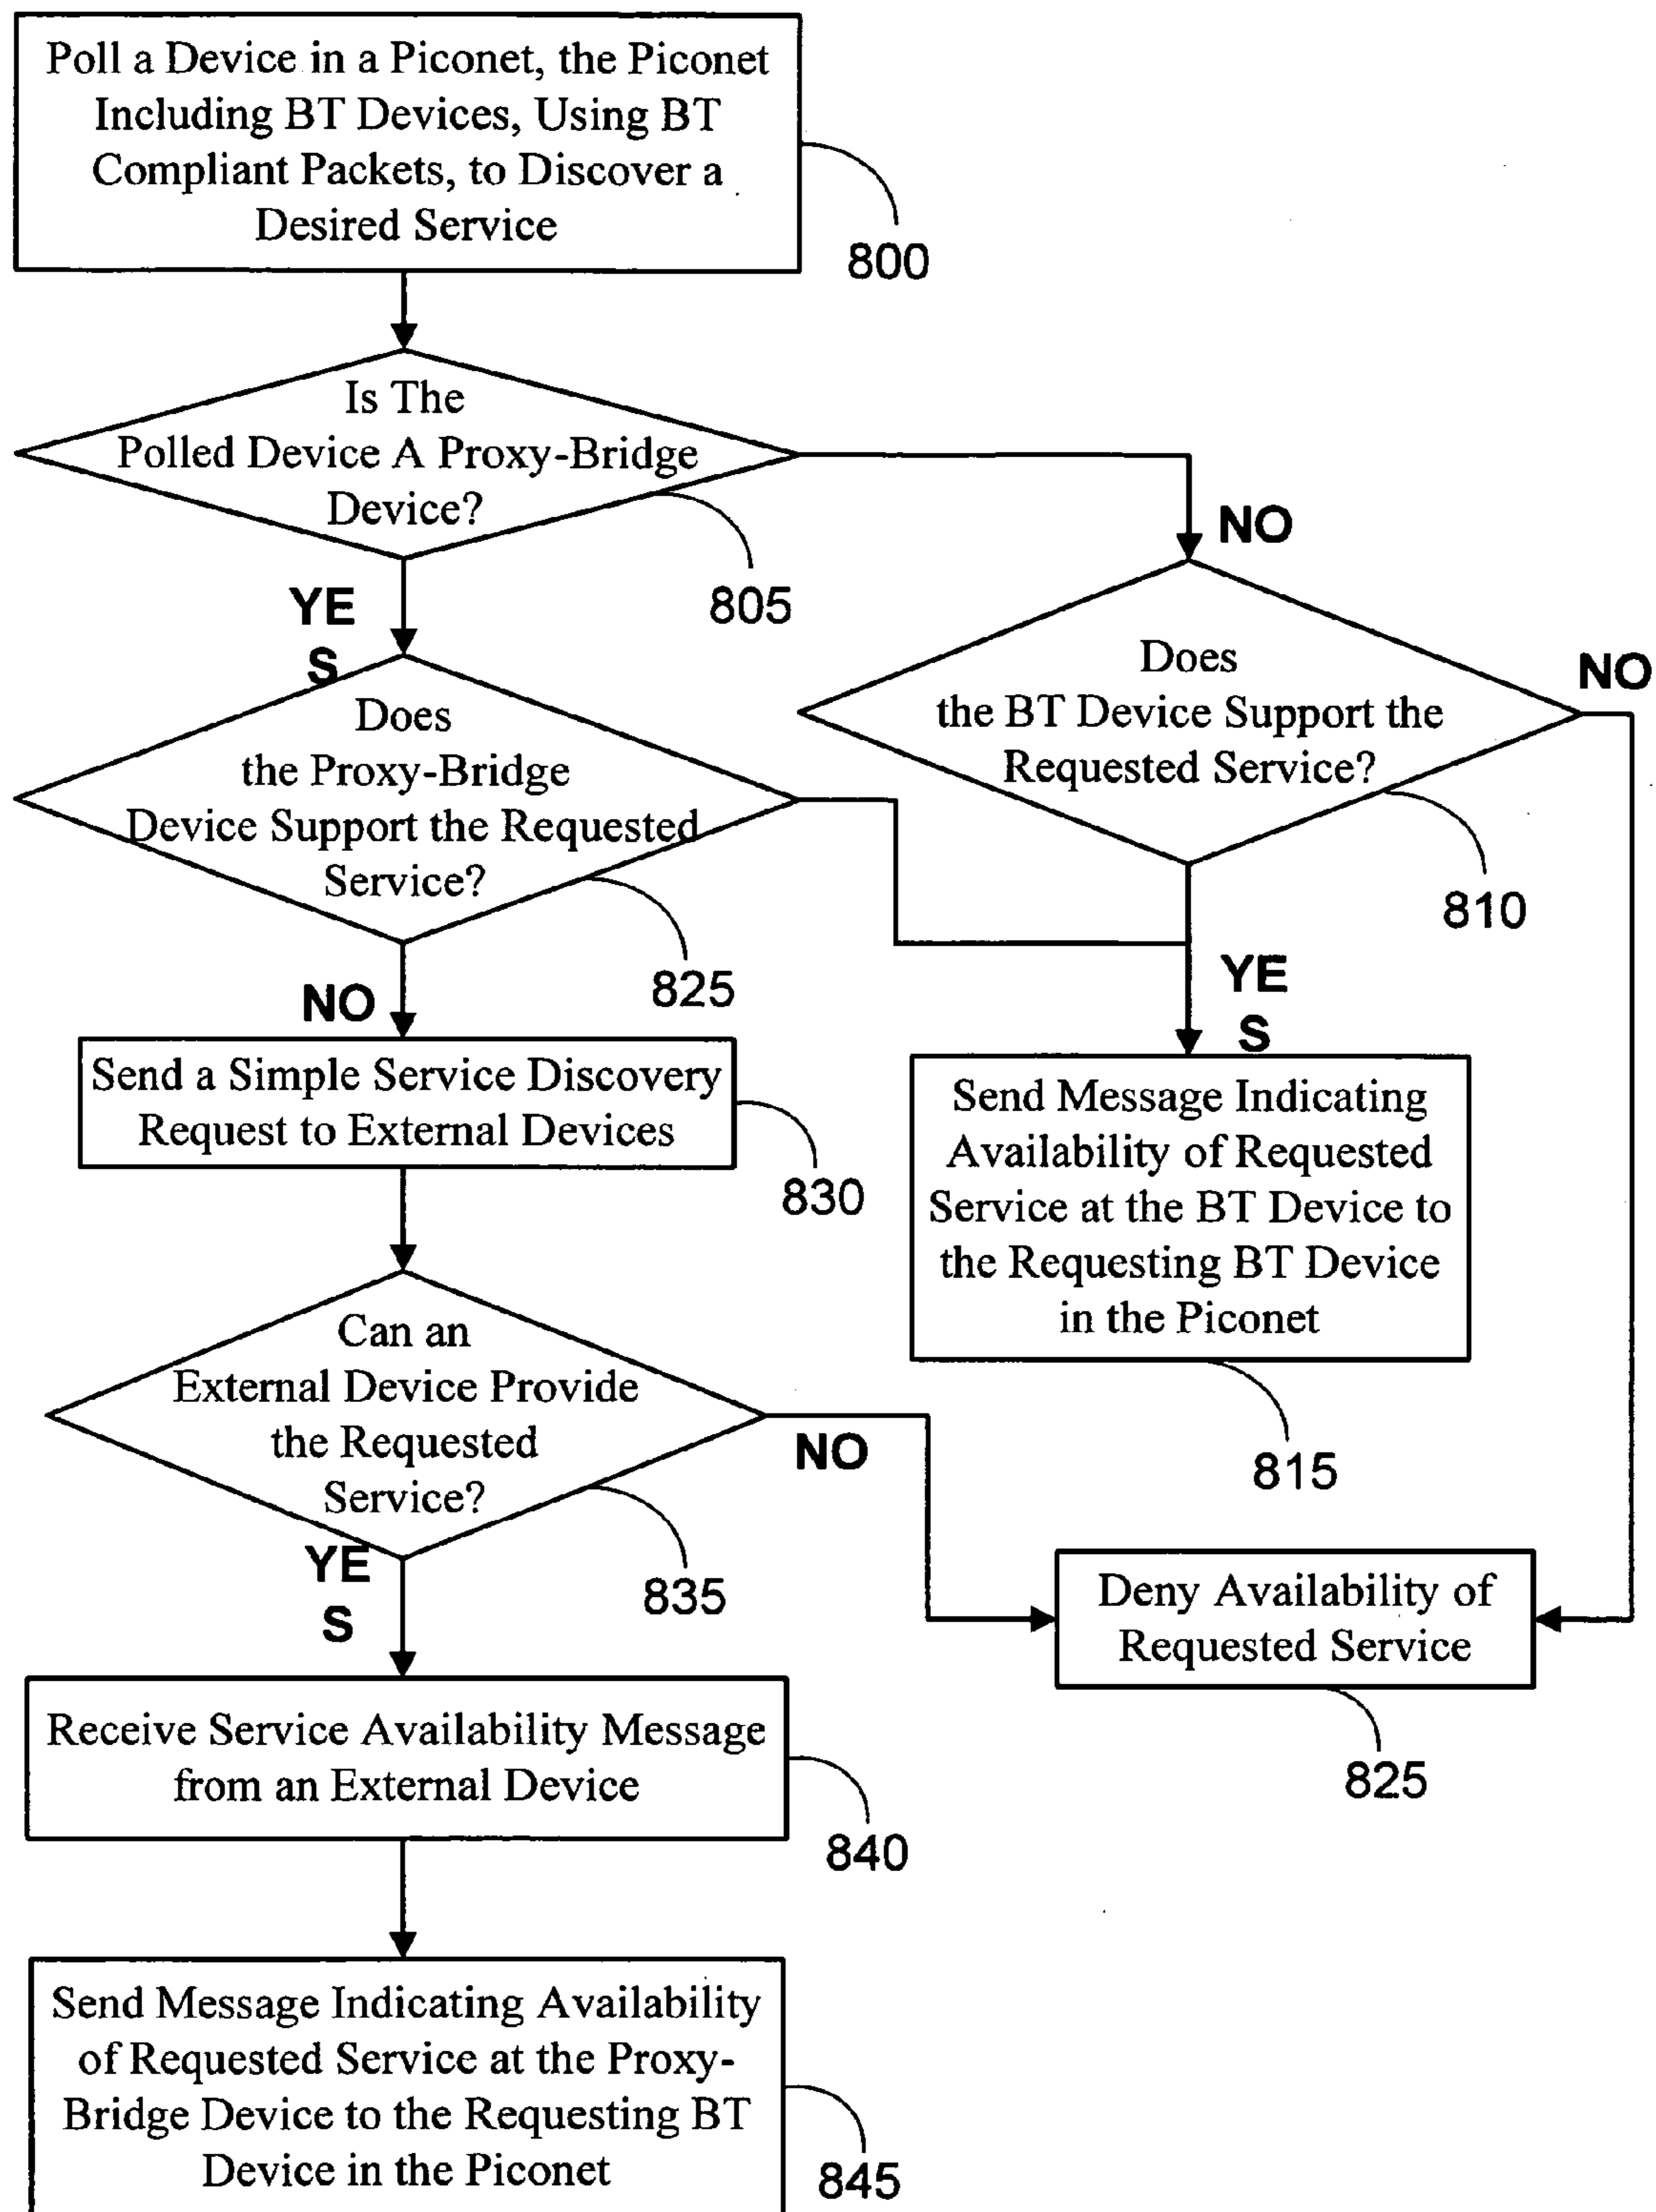 Poll a Device in a Piconet, the Piconet
Including BT Devices, Using BT
Compliant Packets, to Discover a
Desired Service
800
Is The
Polled Device A Proxy-Bridge
Device?
805
NO
YE
S
Does
the BT Device Support the
Requested Service?
NO
810
Does
the Proxy-Bridge
Device Support the Requested
Service?
825
NO
YE
S
Send a Simple Service Discovery
Request to External Devices
830
Send Message Indicating
Availability of Requested
Service at the BT Device to
the Requesting BT Device
in the Piconet
815
Can an
External Device Provide
the Requested
Service?
835
NO
YE
S
Deny Availability of
Requested Service
825
Receive Service Availability Message
from an External Device
840
Send Message Indicating Availability
of Requested Service at the Proxy-
Bridge Device to the Requesting BT
Device in the Piconet
845